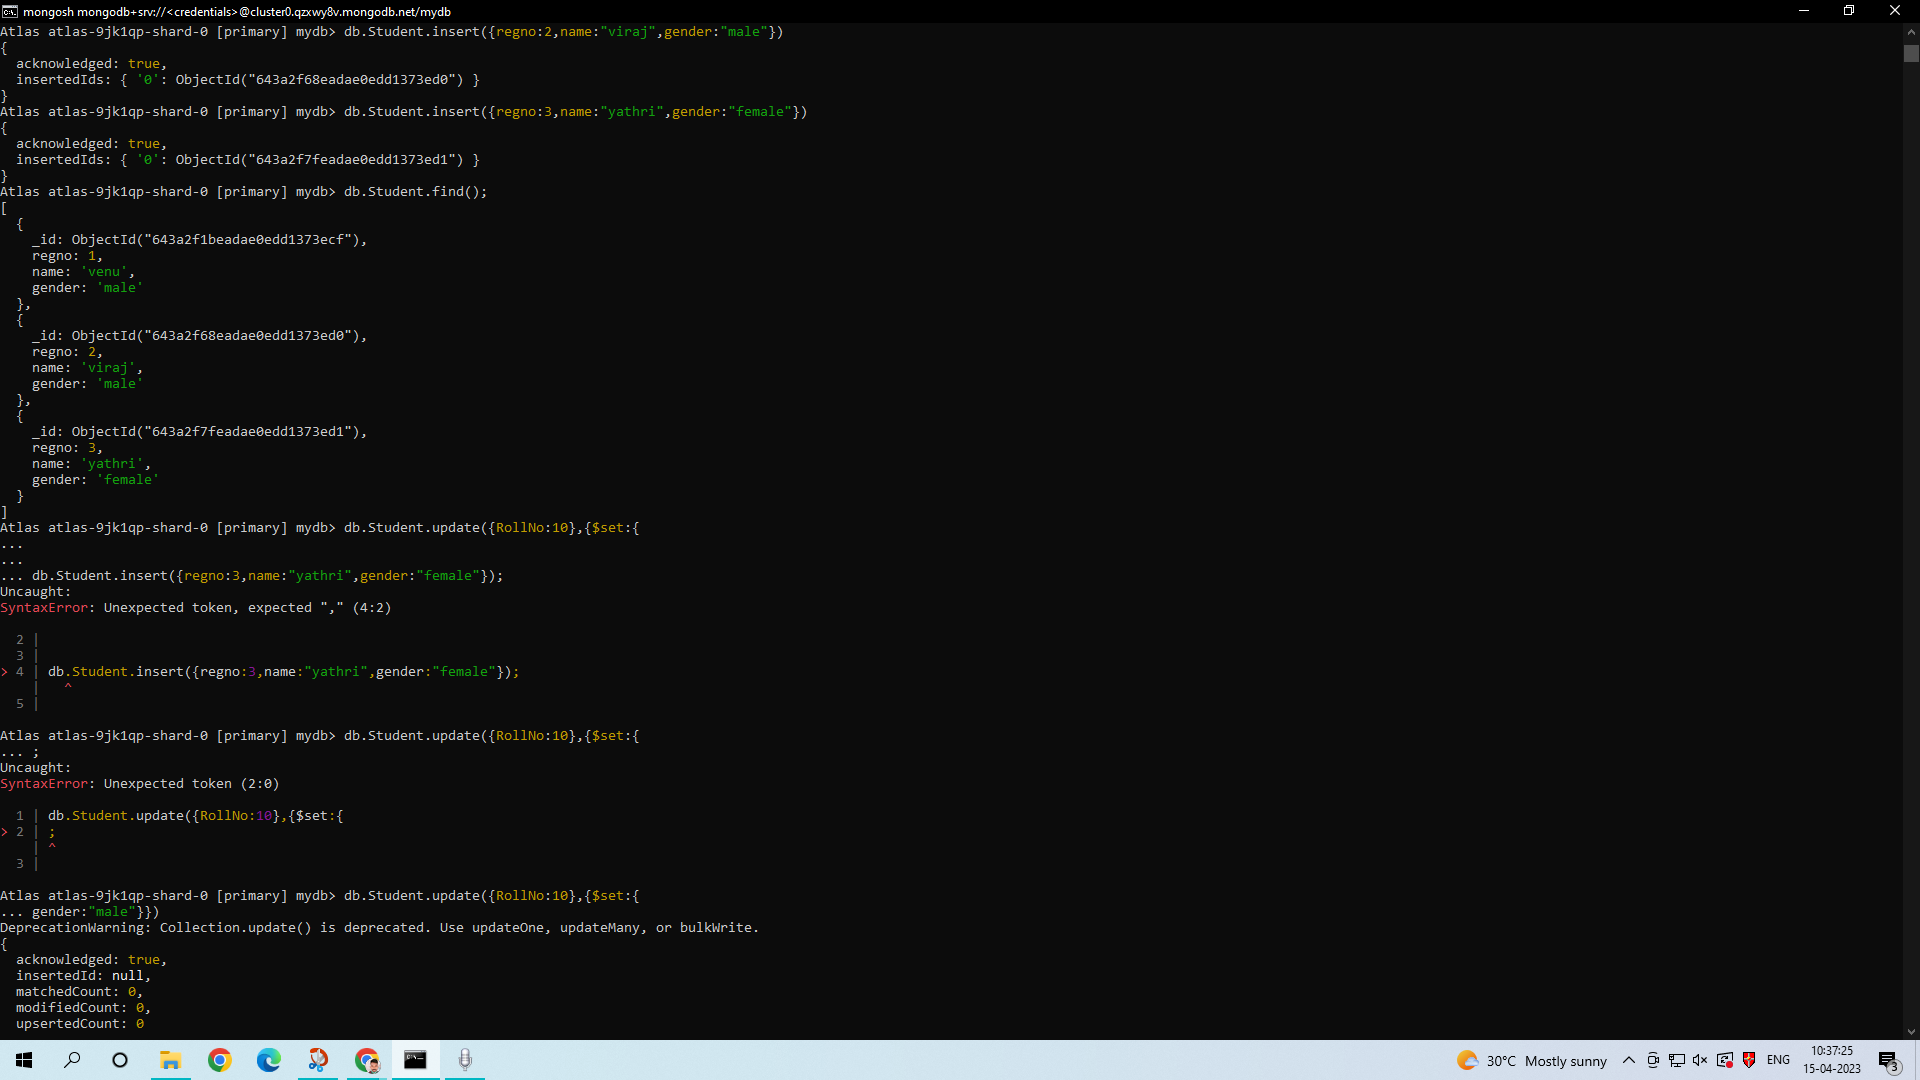 mongosh mongodb+srv://<credentials>@cluster0.qzxwy8v.mongodb.net/mydb
Atlas atlas-9jk1qp-shard-0 [primary] mydb> db.Student.insert({regno:2,name:"viraj",gender:"male"})
{
  acknowledged: true,
  insertedIds: { '0': ObjectId("643a2f68eadae0edd1373ed0") }
}
Atlas atlas-9jk1qp-shard-0 [primary] mydb> db.Student.insert({regno:3,name:"yathri",gender:"female"})
{
  acknowledged: true,
  insertedIds: { '0': ObjectId("643a2f7feadae0edd1373ed1") }
}
Atlas atlas-9jk1qp-shard-0 [primary] mydb> db.Student.find();
[
  {
    _id: ObjectId("643a2f1beadae0edd1373ecf"),
    regno: 1,
    name: 'venu',
    gender: 'male'
  },
  {
    _id: ObjectId("643a2f68eadae0edd1373ed0"),
    regno: 2,
    name: 'viraj',
    gender: 'male'
  },
  {
    _id: ObjectId("643a2f7feadae0edd1373ed1"),
    regno: 3,
    name: 'yathri',
    gender: 'female'
  }
]
Atlas atlas-9jk1qp-shard-0 [primary] mydb> db.Student.update({RollNo:10},{$set:{
...
...
... db.Student.insert({regno:3,name:"yathri",gender:"female"});
Uncaught:
SyntaxError: Unexpected token, expected "," (4:2)
  2 |
  3 |
> 4 | db.Student.insert({regno:3,name:"yathri",gender:"female"});
    |   ^
  5 |
Atlas atlas-9jk1qp-shard-0 [primary] mydb> db.Student.update({RollNo:10},{$set:{
... ;
Uncaught:
SyntaxError: Unexpected token (2:0)
  1 | db.Student.update({RollNo:10},{$set:{
> 2 | ;
    | ^
  3 |
Atlas atlas-9jk1qp-shard-0 [primary] mydb> db.Student.update({RollNo:10},{$set:{
... gender:"male"}})
DeprecationWarning: Collection.update() is deprecated. Use updateOne, updateMany, or bulkWrite.
{
  acknowledged: true,
  insertedId: null,
  matchedCount: 0,
  modifiedCount: 0,
  upsertedCount: 0
30°C Mostly sunny
ENG
10:37:25
15-04-2023
3